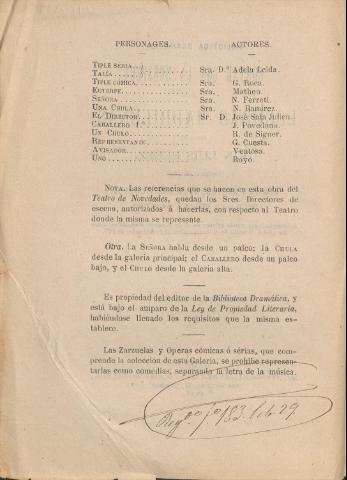 PERSONAGES. ACTORES.
TIPLE SERIA. Sra. D.ª Adela Leida.
TALÍA.
TIPLE CÓMICA. Sra. G. Roca.
EUTERPE. Sra. Matheu.
SEÑORA. Sra. N. Ferreti.
UNA CHULA. Sra. N. Ramirez.
EL DIRECTOR. Sr. D. José Sala Julien.
CABALLERO 1.º J. Povedano.
UN CHULO. R. de Signer.
REPRESENTANTE. G. Cuesta.
AVISADOR. Ventosa.
UNO. Royo.
NOTA. Las referencias que se hacen en esta obra del
Teatro de Novedades, quedan los Sres. Directores de
escena, autorizados á hacerlas, con respecto al Teatro
donde la misma se represente.
Otra. La SEÑORA habla desde un palco; la CHULA
desde la galería principal; el CABALLERO desde un palco
bajo, y el CHULO desde la galería alta.
Es propiedad del editor de la Biblioteca Dramática, y
está bajo el amparo de la Ley de Propiedad Literaria,
habiéndose llenado los requisitos que la misma es-
tablece.
Las Zarzuelas y Operas cómicas ó sérias, que com-
prende la coleccion de esta Galería, se prohibe represen-
tarlas como comedias, separando la letra de la música.